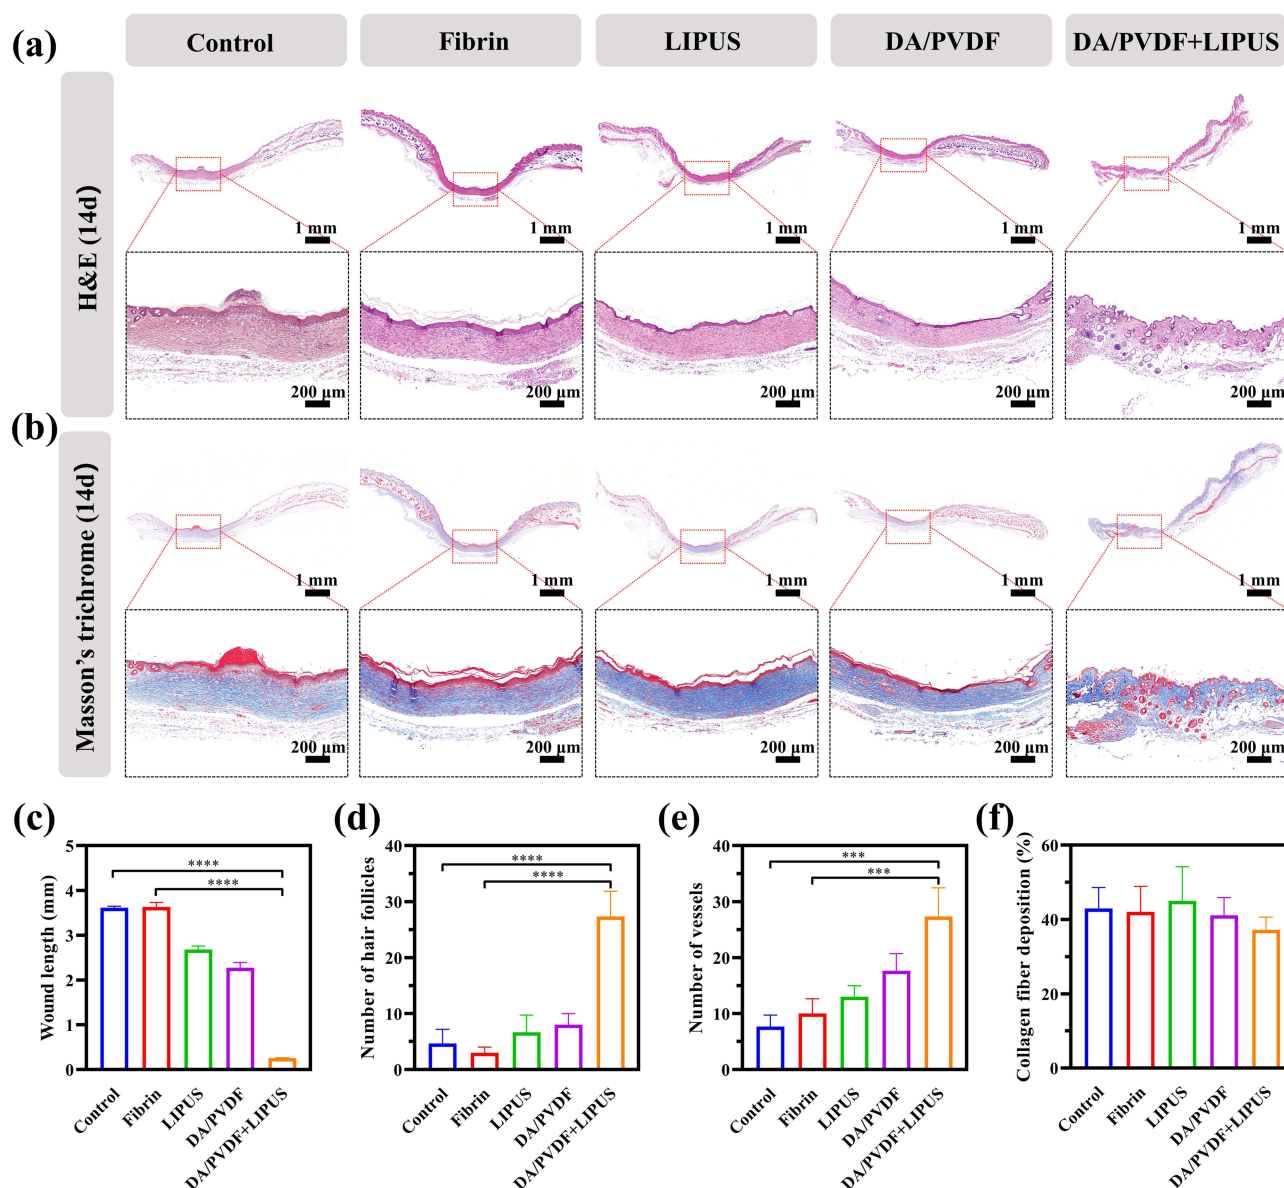 (a)
Control
Fibrin
LIPUS
DA/PVDF
DA/PVDF+LIPUS
H&E (14d)
1 mm
1 mm
1 mm
1 mm
1 mm
200 μm
200 μm
200 μm
200 μm
200 μm
(b)
Masson's trichrome (14d)
1 mm
1 mm
1 mm
1 mm
1 mm
200 μm
200 μm
200 μm
200 μm
200 μm
(c)
Wound length (mm)
5
4
3
2
1
0
****
****
Control
Fibrin
LIPUS
DA/PVDF
DA/PVDF+LIPUS
(d)
Number of hair follicles
40
30
20
10
0
****
****
Control
Fibrin
LIPUS
DA/PVDF
DA/PVDF+LIPUS
(e)
Number of vessels
40
30
20
10
0
***
***
Control
Fibrin
LIPUS
DA/PVDF
DA/PVDF+LIPUS
(f)
Collagen fiber deposition (%)
60
40
20
0
Control
Fibrin
LIPUS
DA/PVDF
DA/PVDF+LIPUS